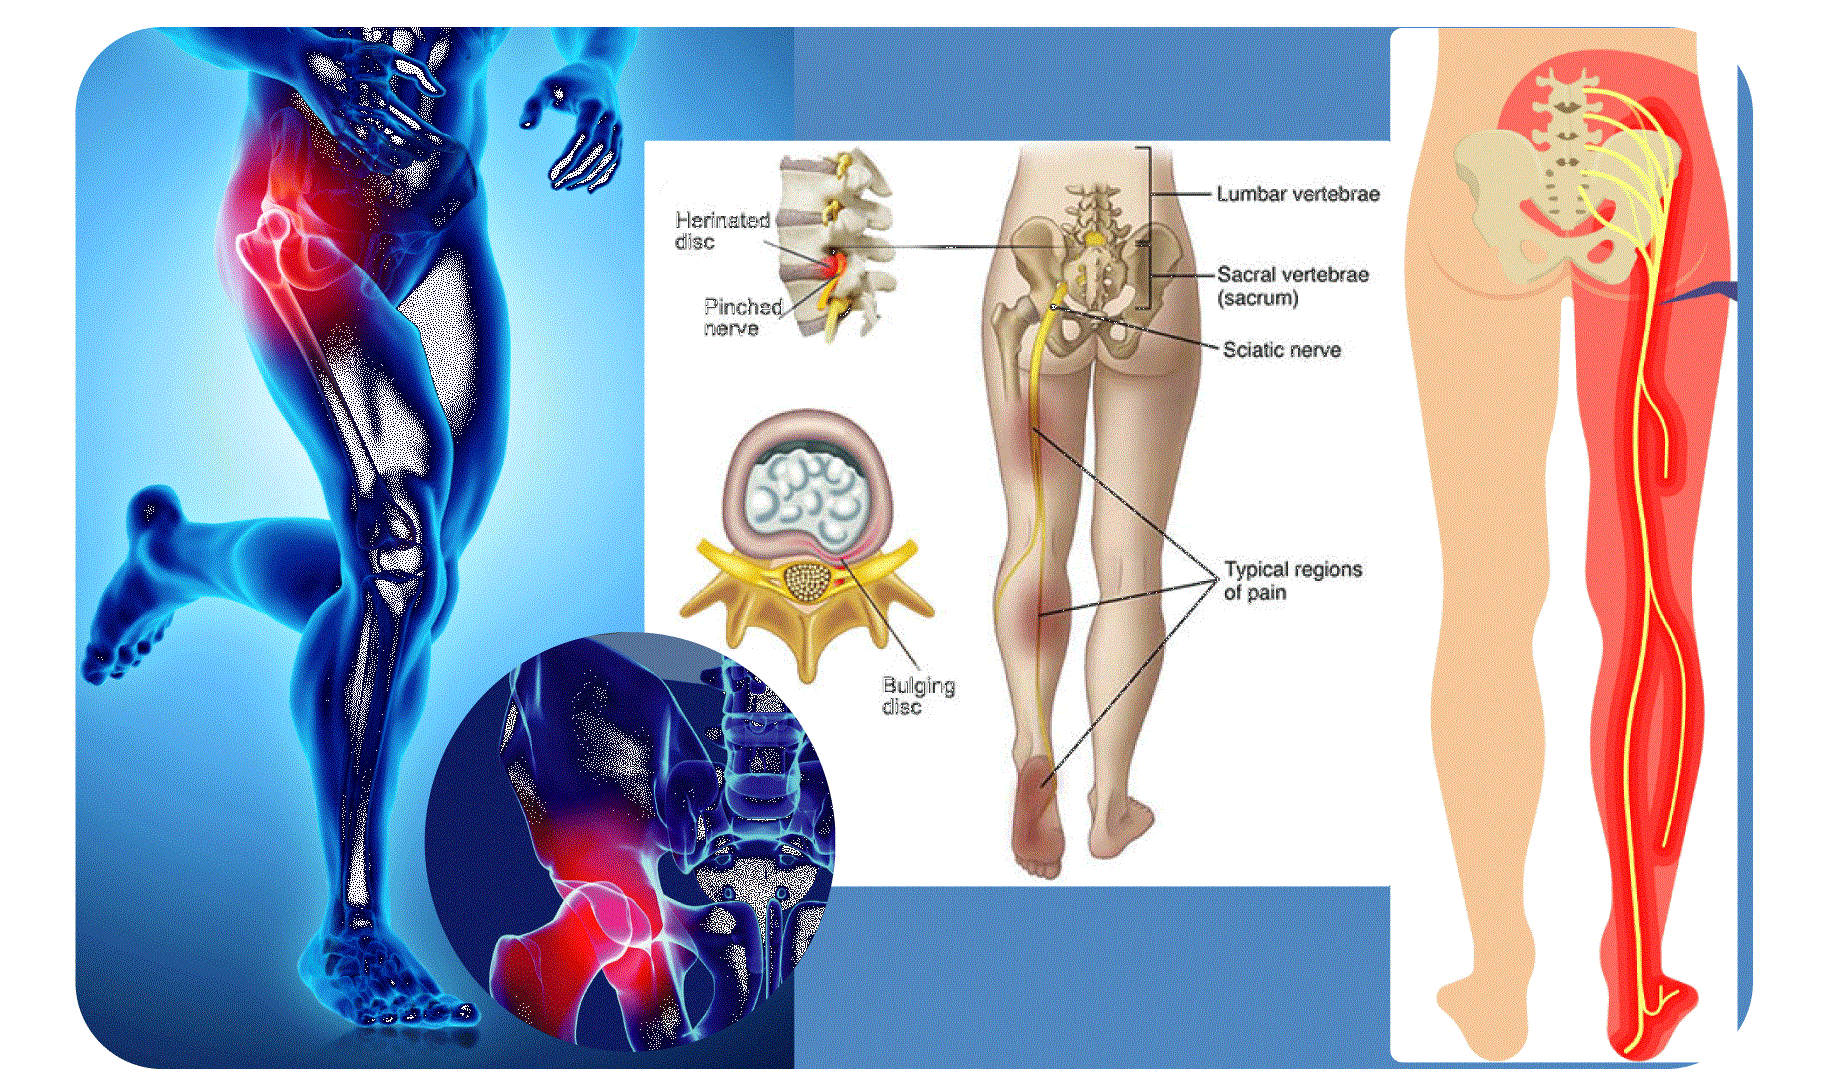 Herinated
disc
Pinched
nerve
Lumbar vertebrae
Sacral vertebrae
(sacrum)
Sciatic nerve
Typical regions
of pain
Bulging
disc